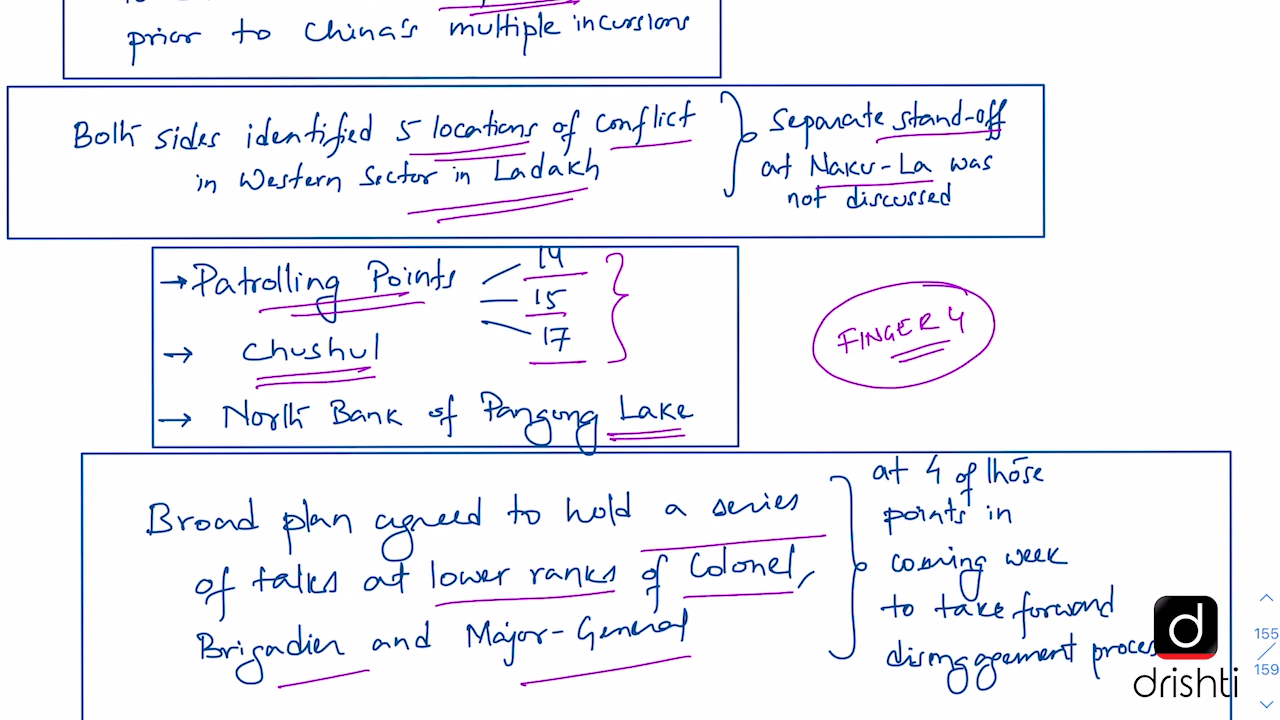 prior to China's multiple incursions
Both sides identified 5 locations of conflict
in Western Sector in Ladakh
Separate stand-off
at Naku-La was
not discussed
→ Patrolling Points
14
15
17
→ Chushul
→ North Bank of Pangong Lake
FINGER 4
Broad plan agreed to hold a series
of talks at lower ranks of Colonel,
Brigadier and Major-General
at 4 of those
points in
coming week
to take forward
disengagement process
d
drishti
155
/
159